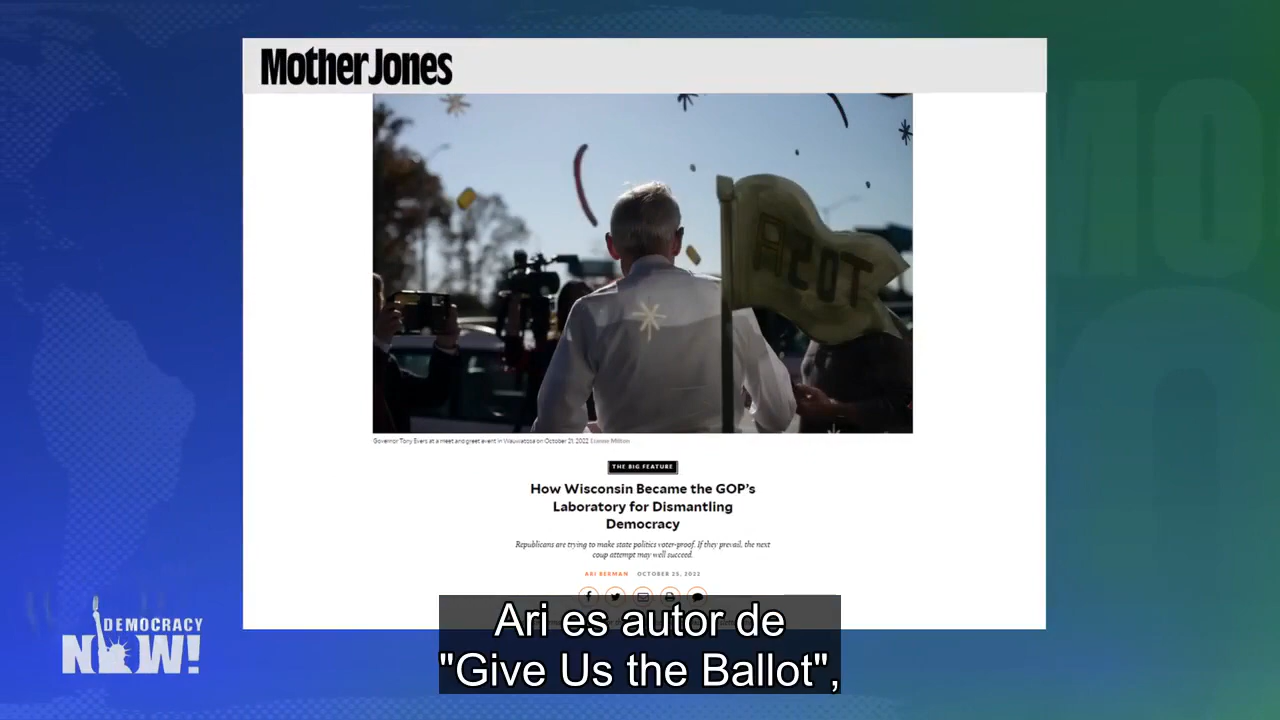 Mother Jones
TOSA
Governor Tony Evers at a meet and greet event in Wauwatosa on October 21, 2022
THE BIG FEATURE
How Wisconsin Became the GOP's
Laboratory for Dismantling
Democracy
Republicans are trying to make state politics voter-proof. If they prevail, the next
coup attempt may well succeed.
ARI BERMAN OCTOBER 25, 2022
DEMOCRACY
NOW!
Ari es autor de
"Give Us the Ballot",